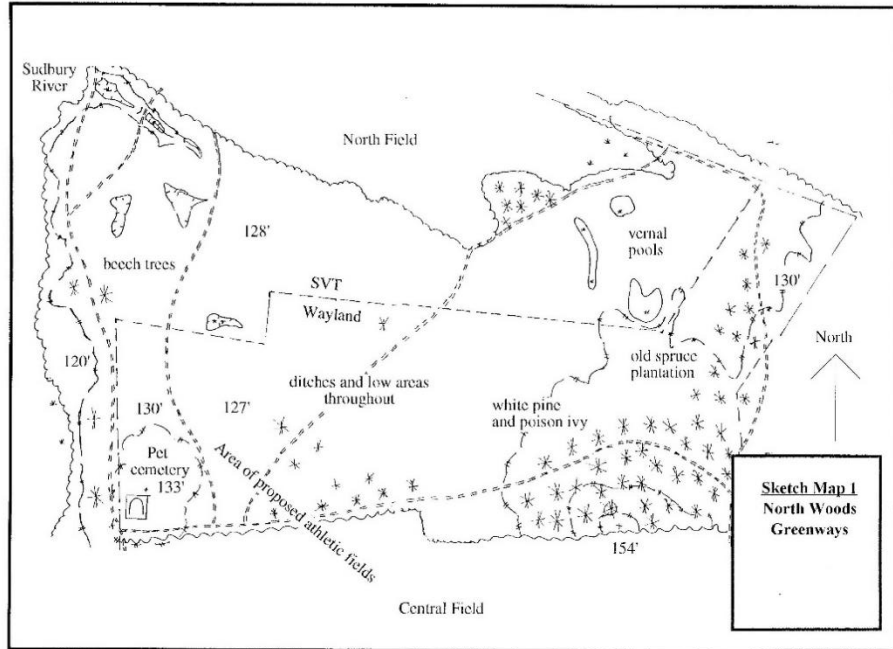 Sudbury
River
North Field
128'
vernal
pools
beech trees
130'
SVT
Wayland
North
120'
old spruce
plantation
ditches and low areas
throughout
130'
127'
white pine
and poison ivy
Pet
cemetery
133'
Area of proposed athletic fields
Sketch Map 1
North Woods
Greenways
154'
Central Field